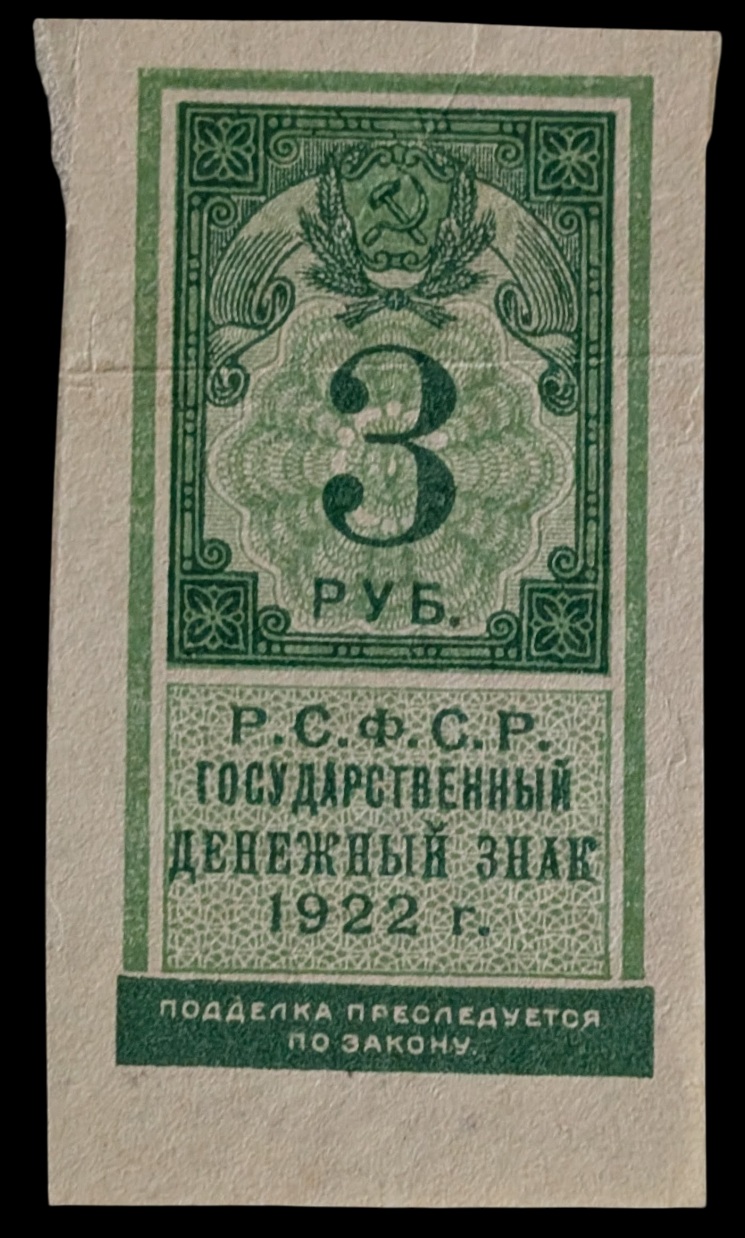 3
РУБ.
Р.С.Ф.С.Р.
ГОСУДАРСТВЕННЫЙ
ДЕНЕЖНЫЙ ЗНАК
1922 г.
ПОДДЕЛКА ПРЕСЛЕДУЕТСЯ
ПО ЗАКОНУ.